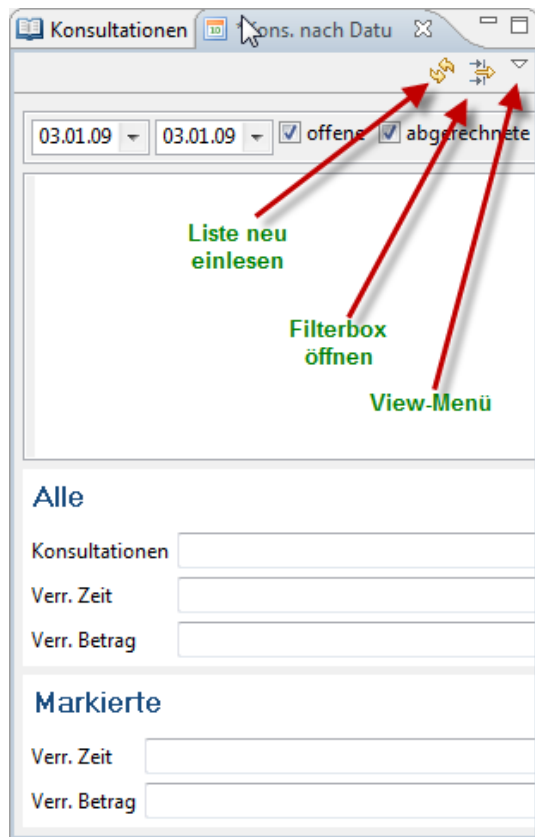 Konsultationen
*Kons. nach Datu
03.01.09 03.01.09 offene abgerechnete
Liste neu
einlesen
Filterbox
öffnen
View-Menü
Alle
Konsultationen
Verr. Zeit
Verr. Betrag
Markierte
Verr. Zeit
Verr. Betrag